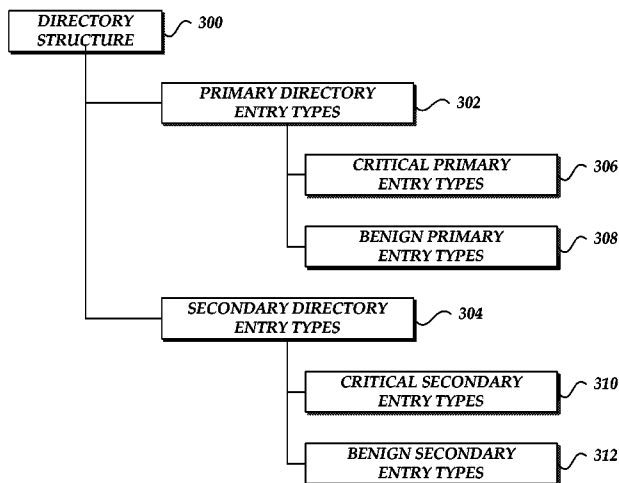 DIRECTORY
STRUCTURE
300
PRIMARY DIRECTORY
ENTRY TYPES
302
CRITICAL PRIMARY
ENTRY TYPES
306
BENIGN PRIMARY
ENTRY TYPES
308
SECONDARY DIRECTORY
ENTRY TYPES
304
CRITICAL SECONDARY
ENTRY TYPES
310
BENIGN SECONDARY
ENTRY TYPES
312